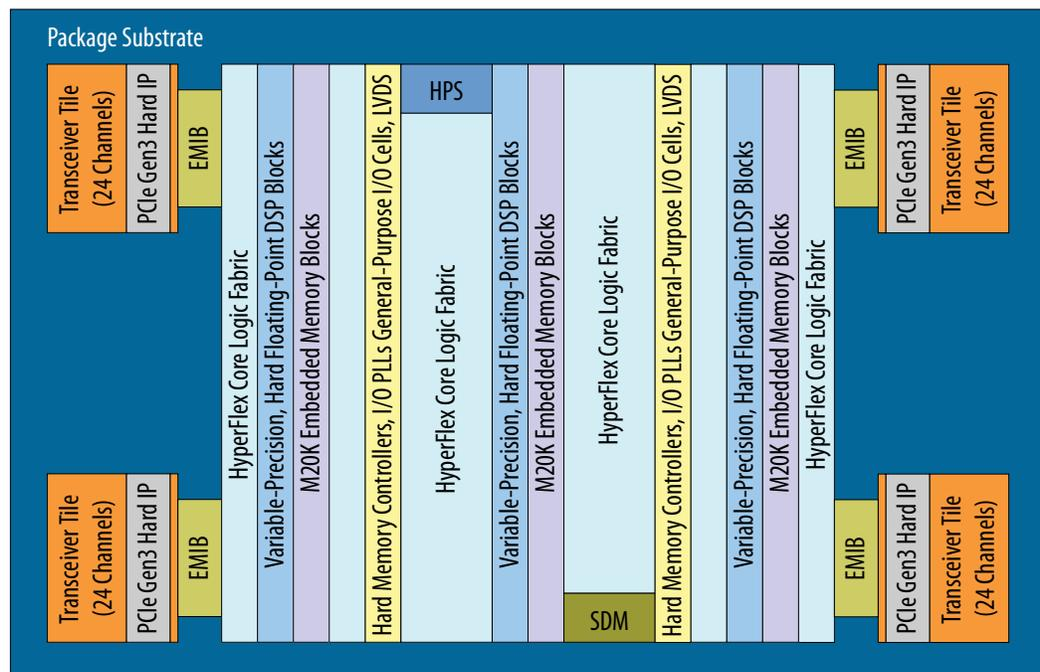 Package Substrate
Transceiver Tile
(24 Channels)
PCIe Gen3 Hard IP
EMIB
Transceiver Tile
(24 Channels)
PCIe Gen3 Hard IP
EMIB
HyperFlex Core Logic Fabric
Variable-Precision, Hard Floating-Point DSP Blocks
M20K Embedded Memory Blocks
Hard Memory Controllers, I/O PLLs General-Purpose I/O Cells, LVDS
HPS
HyperFlex Core Logic Fabric
Variable-Precision, Hard Floating-Point DSP Blocks
M20K Embedded Memory Blocks
HyperFlex Core Logic Fabric
SDM
Hard Memory Controllers, I/O PLLs General-Purpose I/O Cells, LVDS
Variable-Precision, Hard Floating-Point DSP Blocks
M20K Embedded Memory Blocks
HyperFlex Core Logic Fabric
EMIB
PCIe Gen3 Hard IP
Transceiver Tile
(24 Channels)
EMIB
PCIe Gen3 Hard IP
Transceiver Tile
(24 Channels)